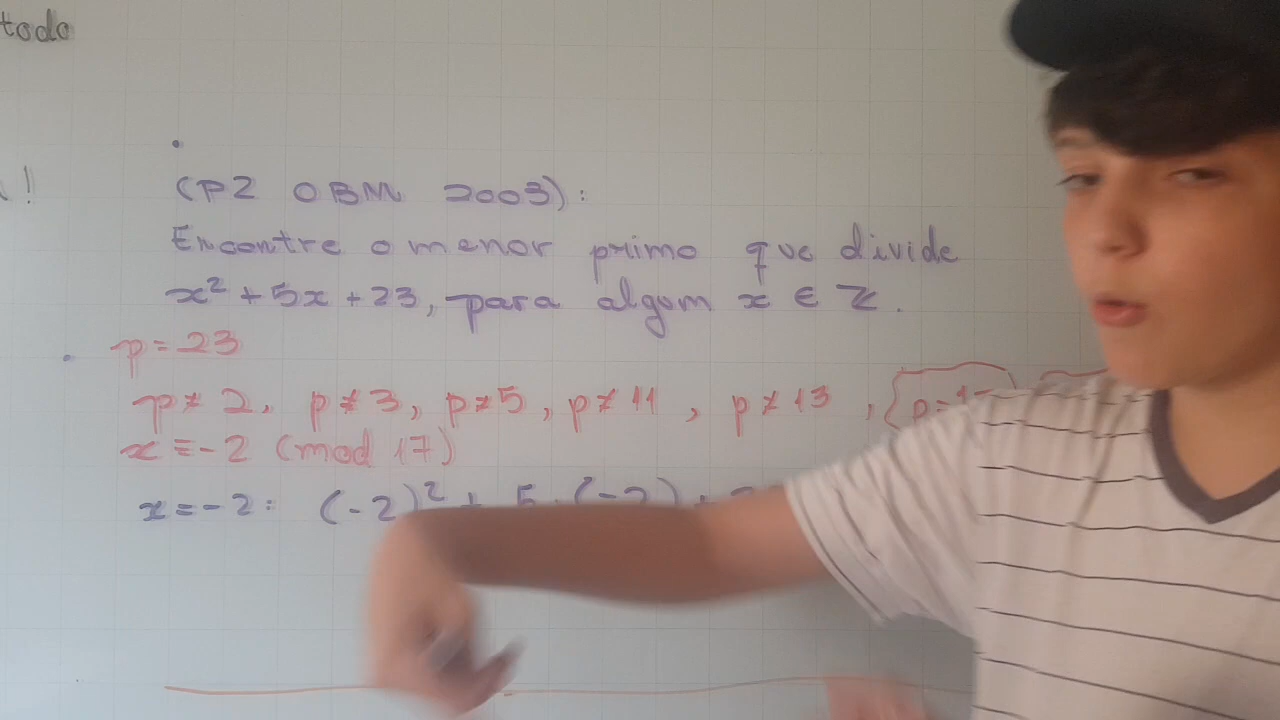 todo
!
(P2 OBM 2003):
Encontre o menor primo que divide
x² + 5x + 23, para algum x ∈ ℤ.
p = 23
p ≠ 2, p ≠ 3, p ≠ 5, p ≠ 11, p ≠ 13,
x ≡ -2 (mod 17)
x = -2: (-2)² + 5·(-2) +